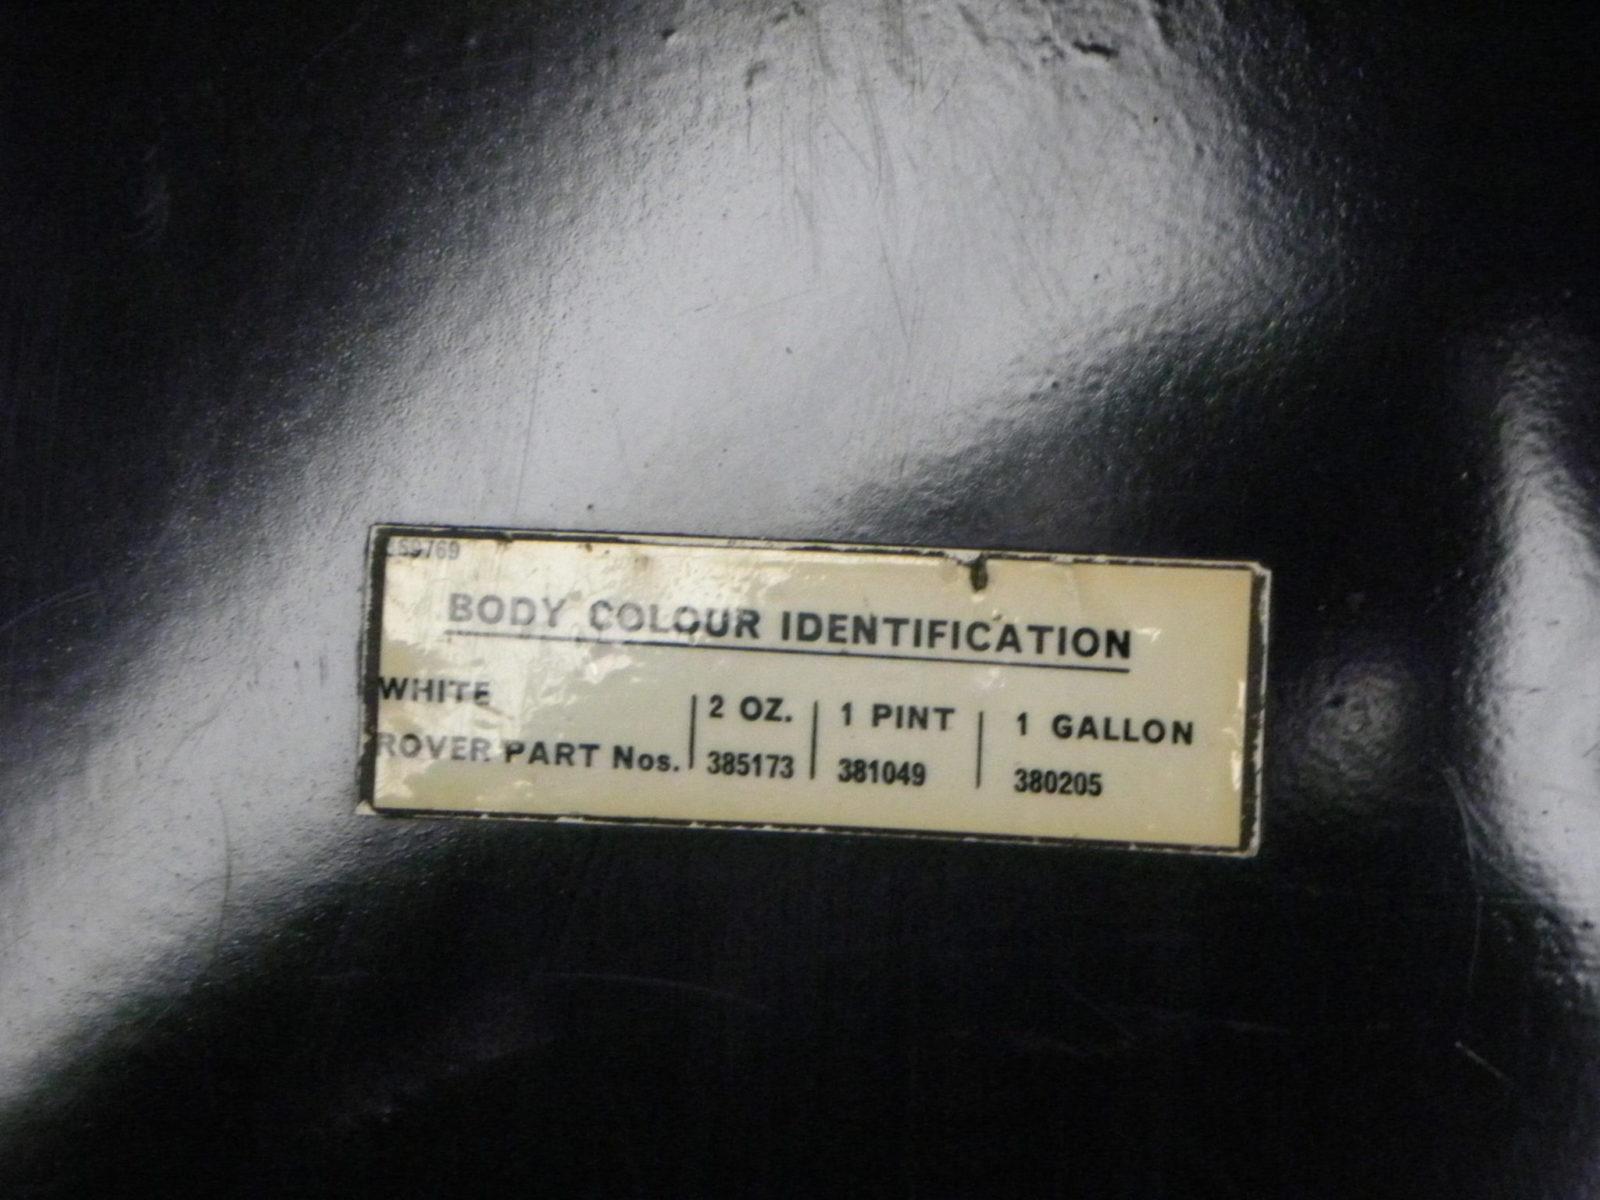 BODY COLOUR IDENTIFICATION
WHITE 2 OZ. 1 PINT 1 GALLON
ROVER PART Nos. 385173 381049 380205